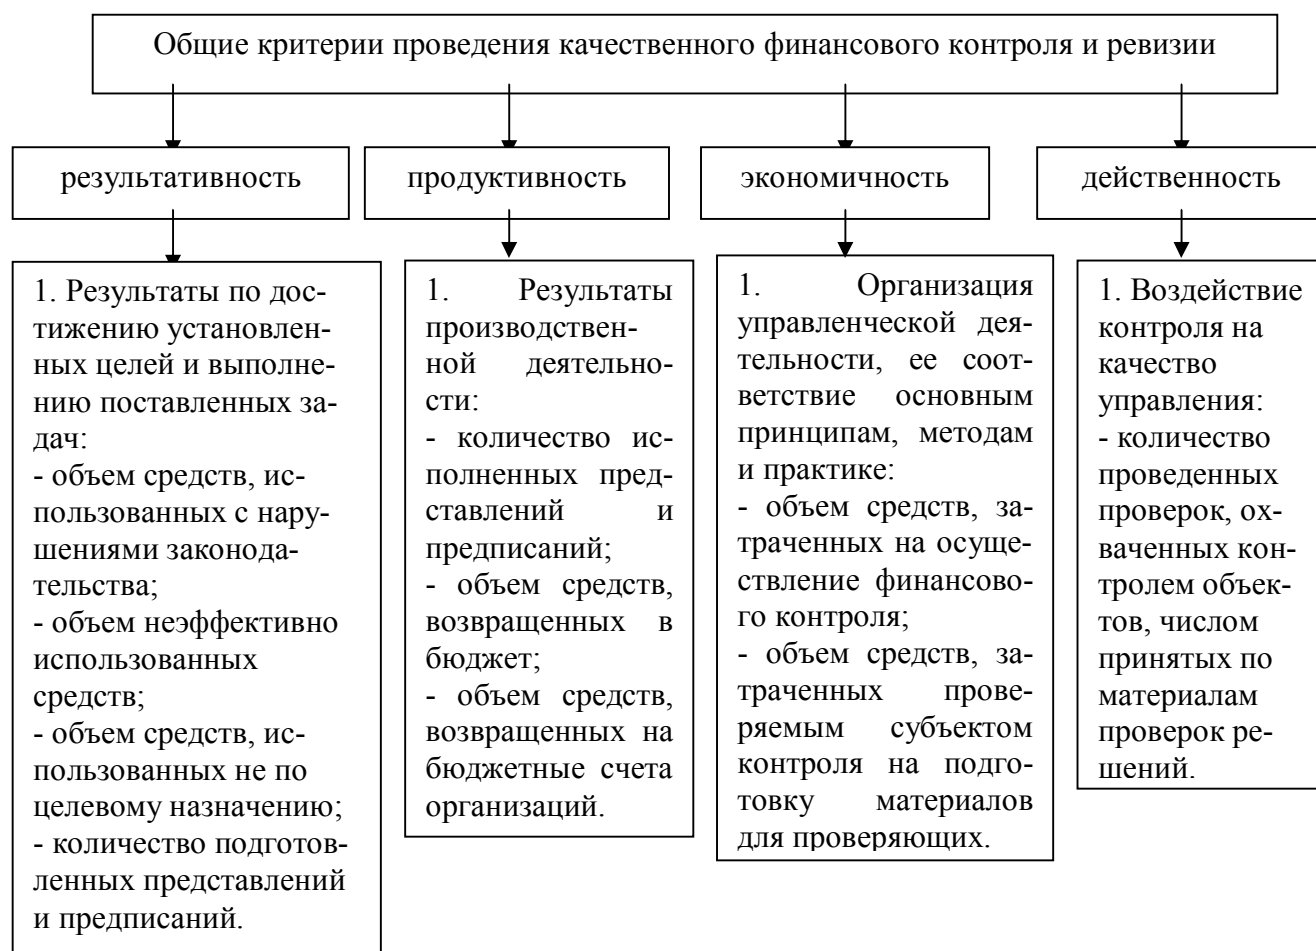 Общие критерии проведения качественного финансового контроля и ревизии
результативность
продуктивность
экономичность
действенность
1. Результаты по дос-
тижению установлен-
ных целей и выполне-
нию поставленных за-
дач:
- объем средств, ис-
пользованных с нару-
шениями законода-
тельства;
- объем неэффективно
использованных
средств;
- объем средств, ис-
пользованных не по
целевому назначению;
- количество подготов-
ленных представлений
и предписаний.
1. Результаты
производствен-
ной деятельно-
сти:
- количество ис-
полненных пред-
ставлений и
предписаний;
- объем средств,
возвращенных в
бюджет;
- объем средств,
возвращенных на
бюджетные счета
организаций.
1. Организация
управленческой дея-
тельности, ее соот-
ветствие основным
принципам, методам
и практике:
- объем средств, за-
траченных на осуще-
ствление финансово-
го контроля;
- объем средств, за-
траченных прове-
ряемым субъектом
контроля на подго-
товку материалов
для проверяющих.
1. Воздействие
контроля на
качество
управления:
- количество
проведенных
проверок, ох-
ваченных кон-
тролем объек-
тов, числом
принятых по
материалам
проверок ре-
шений.